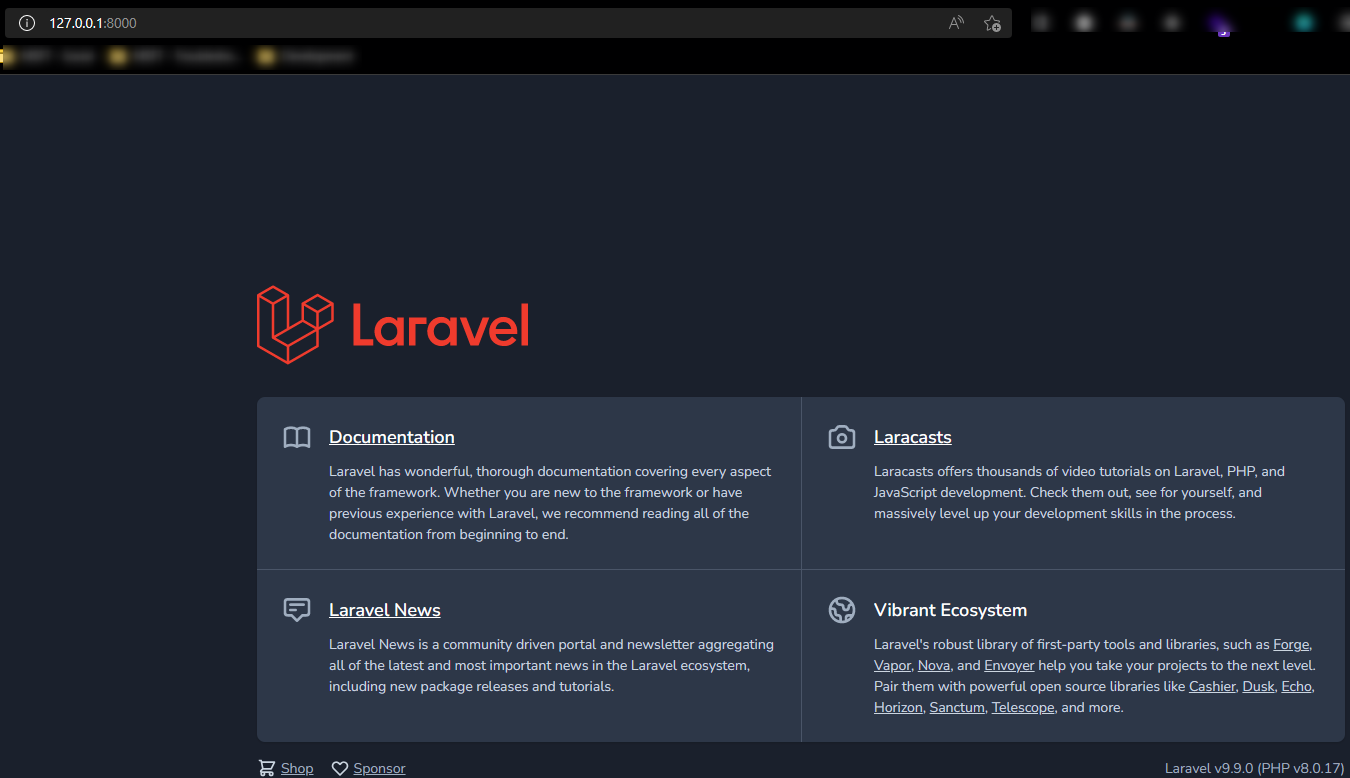 127.0.0.1:8000
Laravel
Documentation
Laravel has wonderful, thorough documentation covering every aspect
of the framework. Whether you are new to the framework or have
previous experience with Laravel, we recommend reading all of the
documentation from beginning to end.
Laracasts
Laracasts offers thousands of video tutorials on Laravel, PHP, and
JavaScript development. Check them out, see for yourself, and
massively level up your development skills in the process.
Laravel News
Laravel News is a community driven portal and newsletter aggregating
all of the latest and most important news in the Laravel ecosystem,
including new package releases and tutorials.
Vibrant Ecosystem
Laravel's robust library of first-party tools and libraries, such as Forge,
Vapor, Nova, and Envoyer help you take your projects to the next level.
Pair them with powerful open source libraries like Cashier, Dusk, Echo,
Horizon, Sanctum, Telescope, and more.
Shop
Sponsor
Laravel v9.9.0 (PHP v8.0.17)